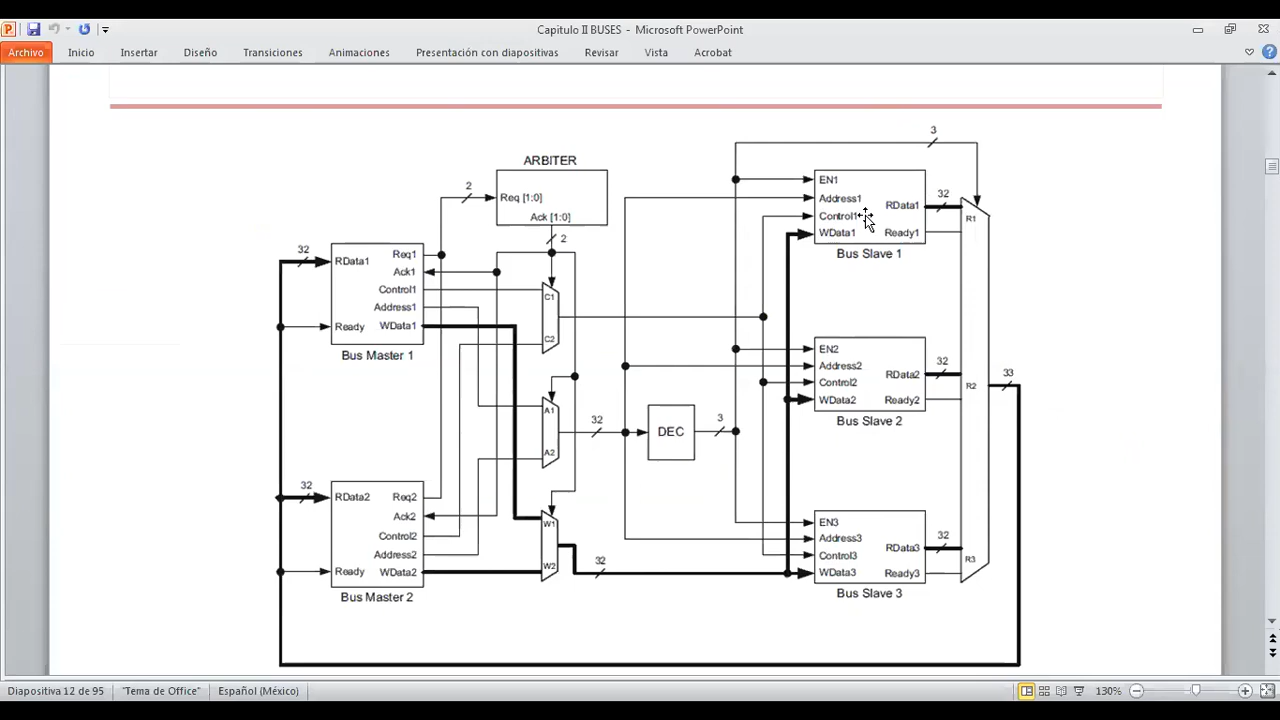 Capitulo II BUSES - Microsoft PowerPoint
Archivo Inicio Insertar Diseño Transiciones Animaciones Presentación con diapositivas Revisar Vista Acrobat
3
ARBITER
Req [1:0]
Ack [1:0]
2
2
32
RData1
Ready
Req1
Ack1
Control1
Address1
WData1
Bus Master 1
32
RData2
Ready
Req2
Ack2
Control2
Address2
WData2
Bus Master 2
C1
C2
A1
A2
W1
W2
32
32
DEC
3
EN1
Address1
Control1
WData1
RData1
Ready1
Bus Slave 1
32
EN2
Address2
Control2
WData2
RData2
Ready2
Bus Slave 2
32
EN3
Address3
Control3
WData3
RData3
Ready3
Bus Slave 3
32
R1
R2
R3
33
Diapositiva 12 de 95 "Tema de Office" Español (México) 130%